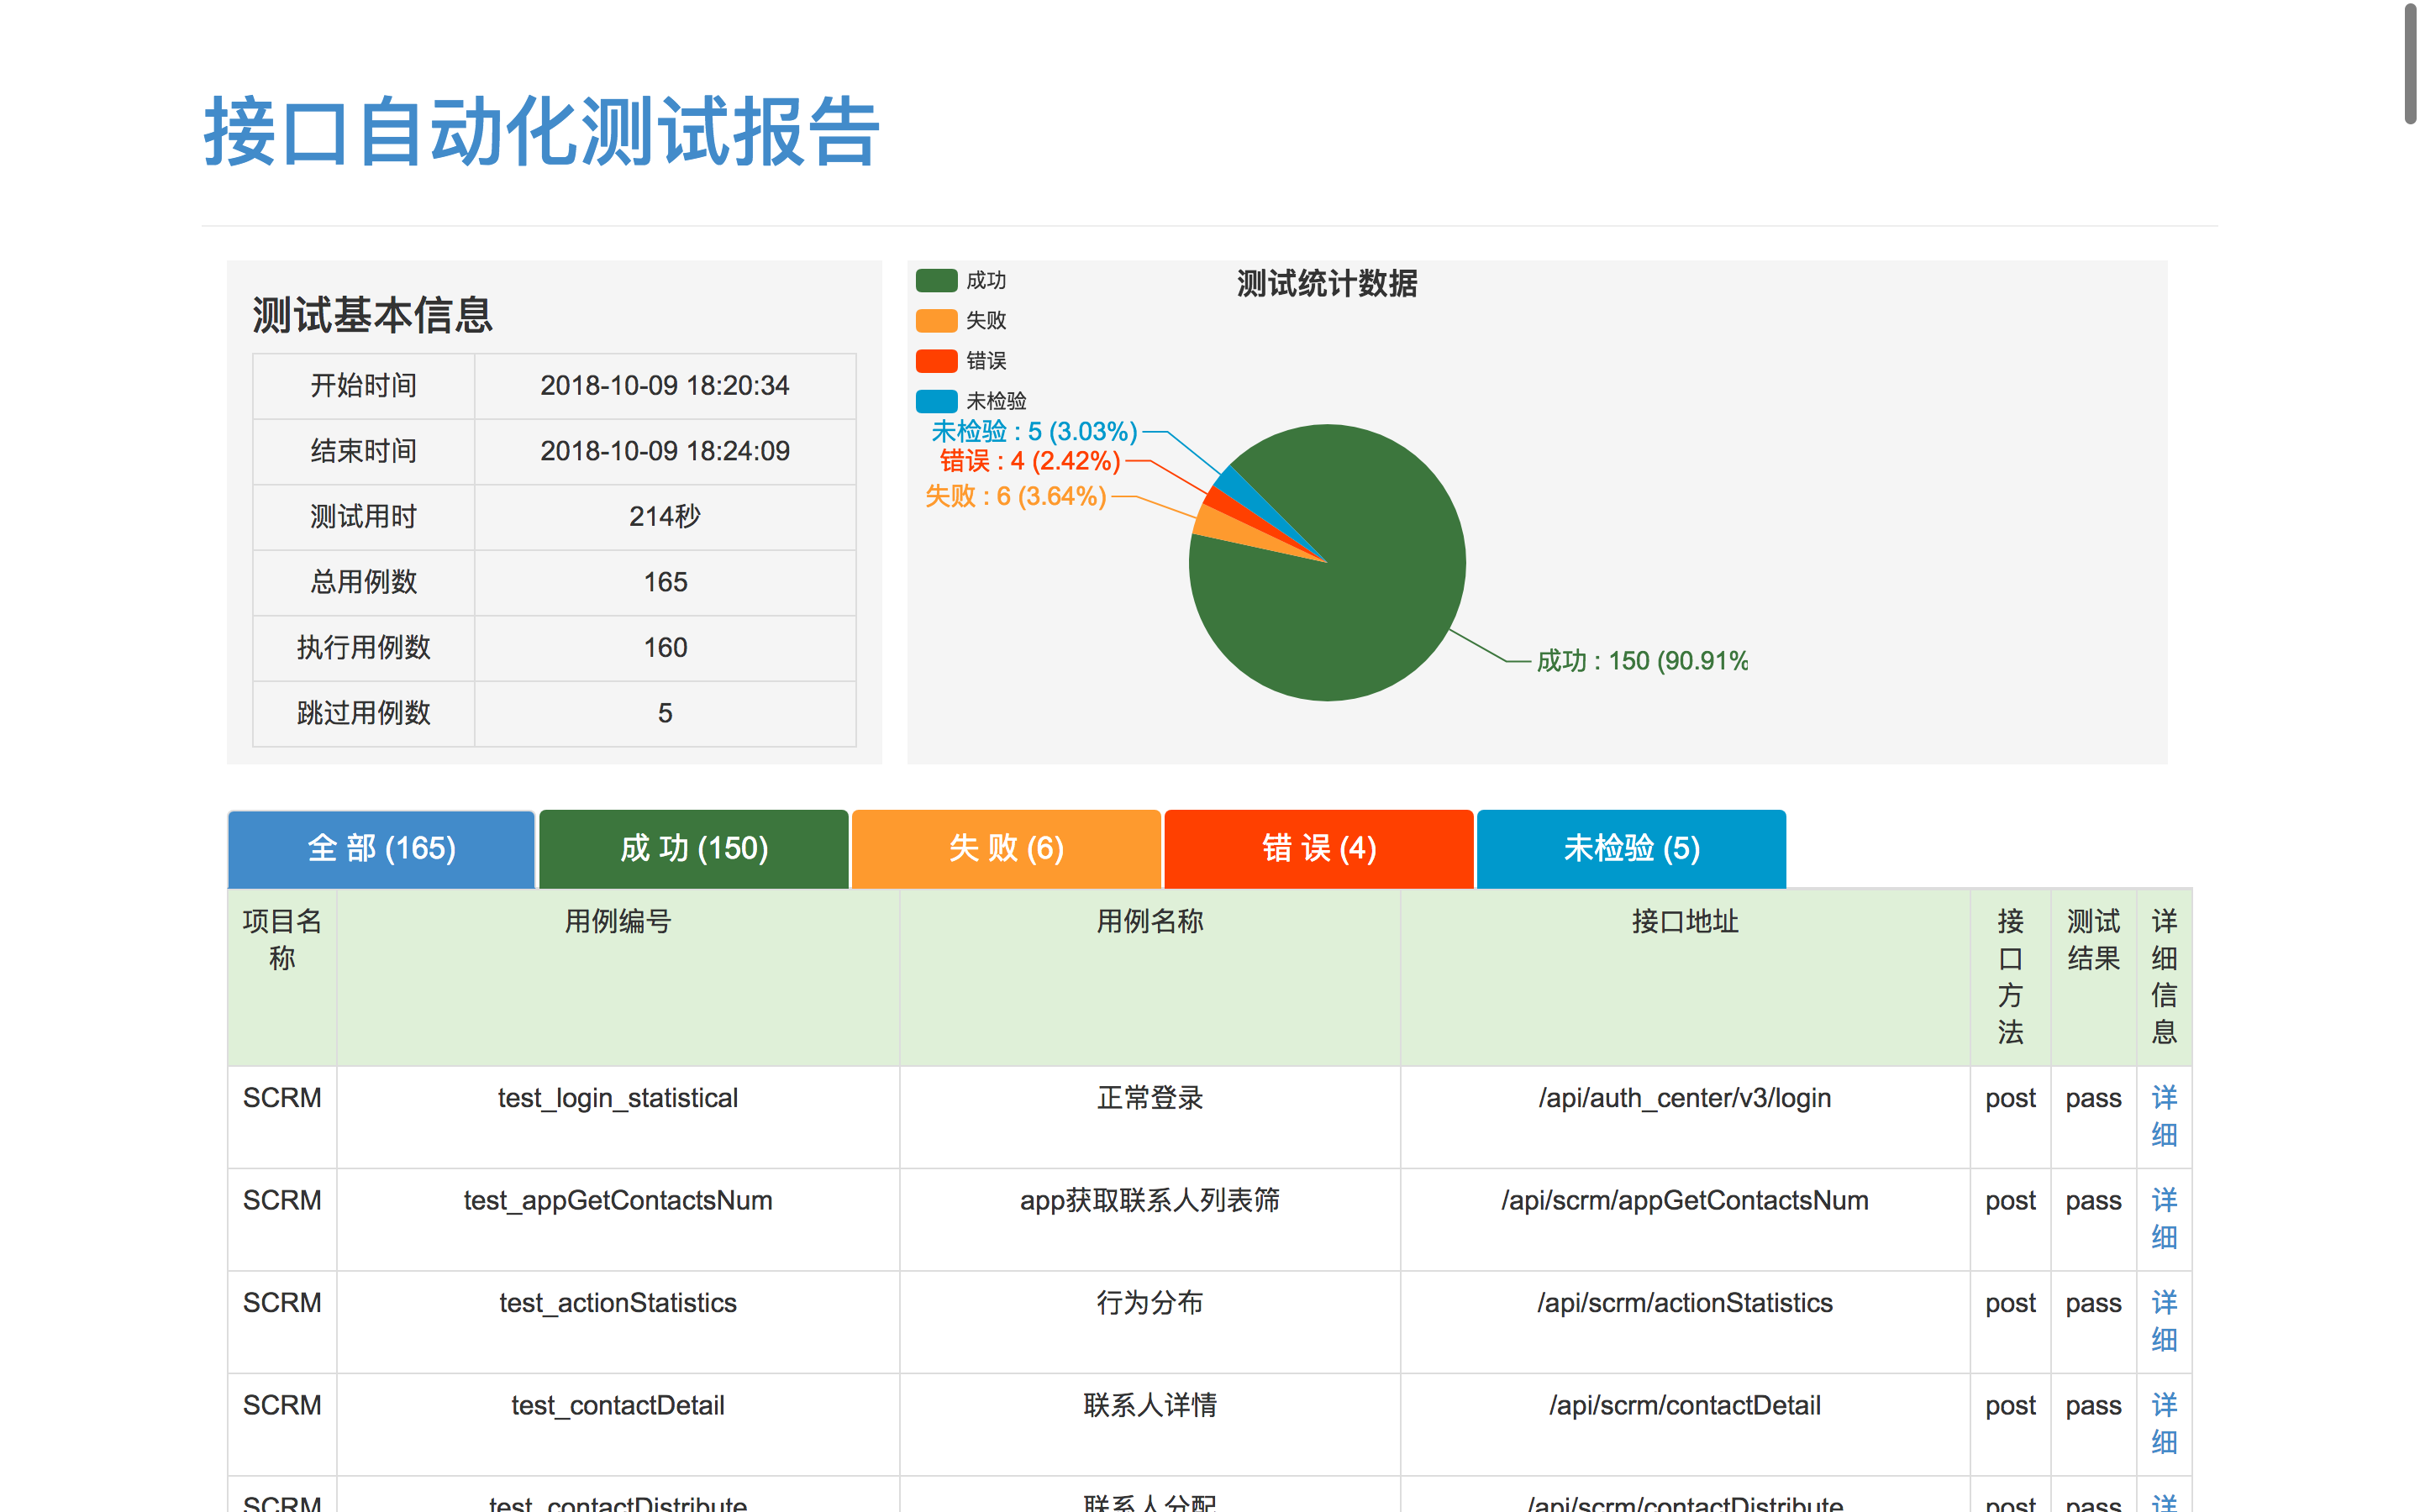 接口自动化测试报告
测试基本信息
开始时间 2018-10-09 18:20:34
结束时间 2018-10-09 18:24:09
测试用时 214秒
总用例数 165
执行用例数 160
跳过用例数 5
测试统计数据
成功
失败
错误
未检验
未检验 : 5 (3.03%)
错误 : 4 (2.42%)
失败 : 6 (3.64%)
成功 : 150 (90.91%
全 部 (165) 成 功 (150) 失 败 (6) 错 误 (4) 未检验 (5)
项目名称 用例编号 用例名称 接口地址 接口方法 测试结果 详细信息
SCRM test_login_statistical 正常登录 /api/auth_center/v3/login post pass 详细
SCRM test_appGetContactsNum app获取联系人列表筛 /api/scrm/appGetContactsNum post pass 详细
SCRM test_actionStatistics 行为分布 /api/scrm/actionStatistics post pass 详细
SCRM test_contactDetail 联系人详情 /api/scrm/contactDetail post pass 详细
SCRM test_contactDistribute 联系人分配 /api/scrm/contactDistribute post pass 详